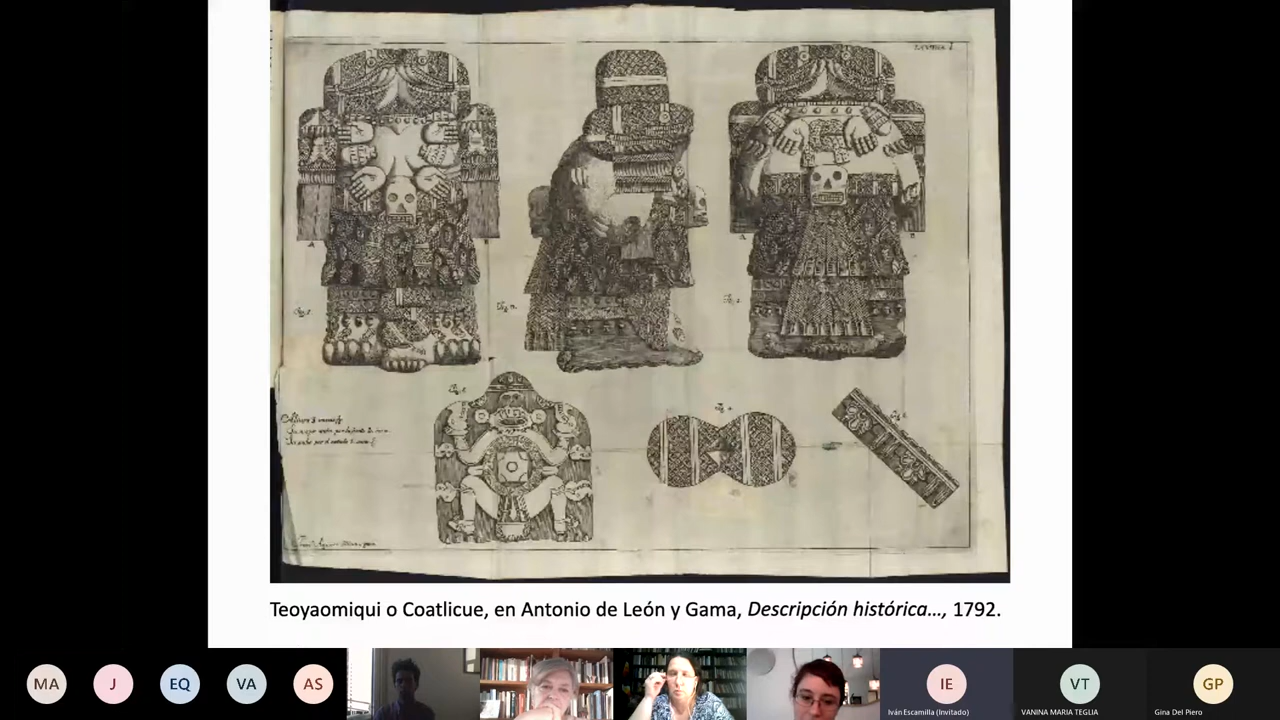 Teoyaomiqui o Coatlicue, en Antonio de León y Gama, Descripción histórica..., 1792.
MA
J
EQ
VA
AS
IE
Iván Escamilla (Invitado)
VT
VANINA MARIA TEGLIA
GP
Gina Del Piero